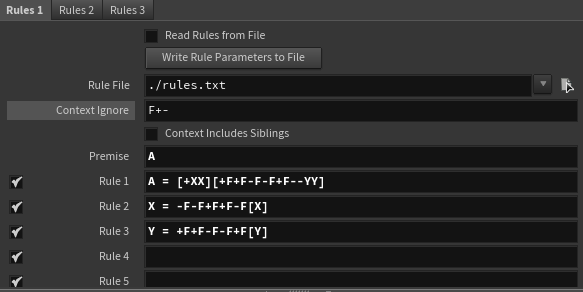 Rules 1 Rules 2 Rules 3
Read Rules from File
Write Rule Parameters to File
Rule File ./rules.txt
Context Ignore F+-
Context Includes Siblings
Premise A
Rule 1 A = [+XX][+F+F-F-F+F--YY]
Rule 2 X = -F-F+F+F-F[X]
Rule 3 Y = +F+F-F-F+F[Y]
Rule 4
Rule 5